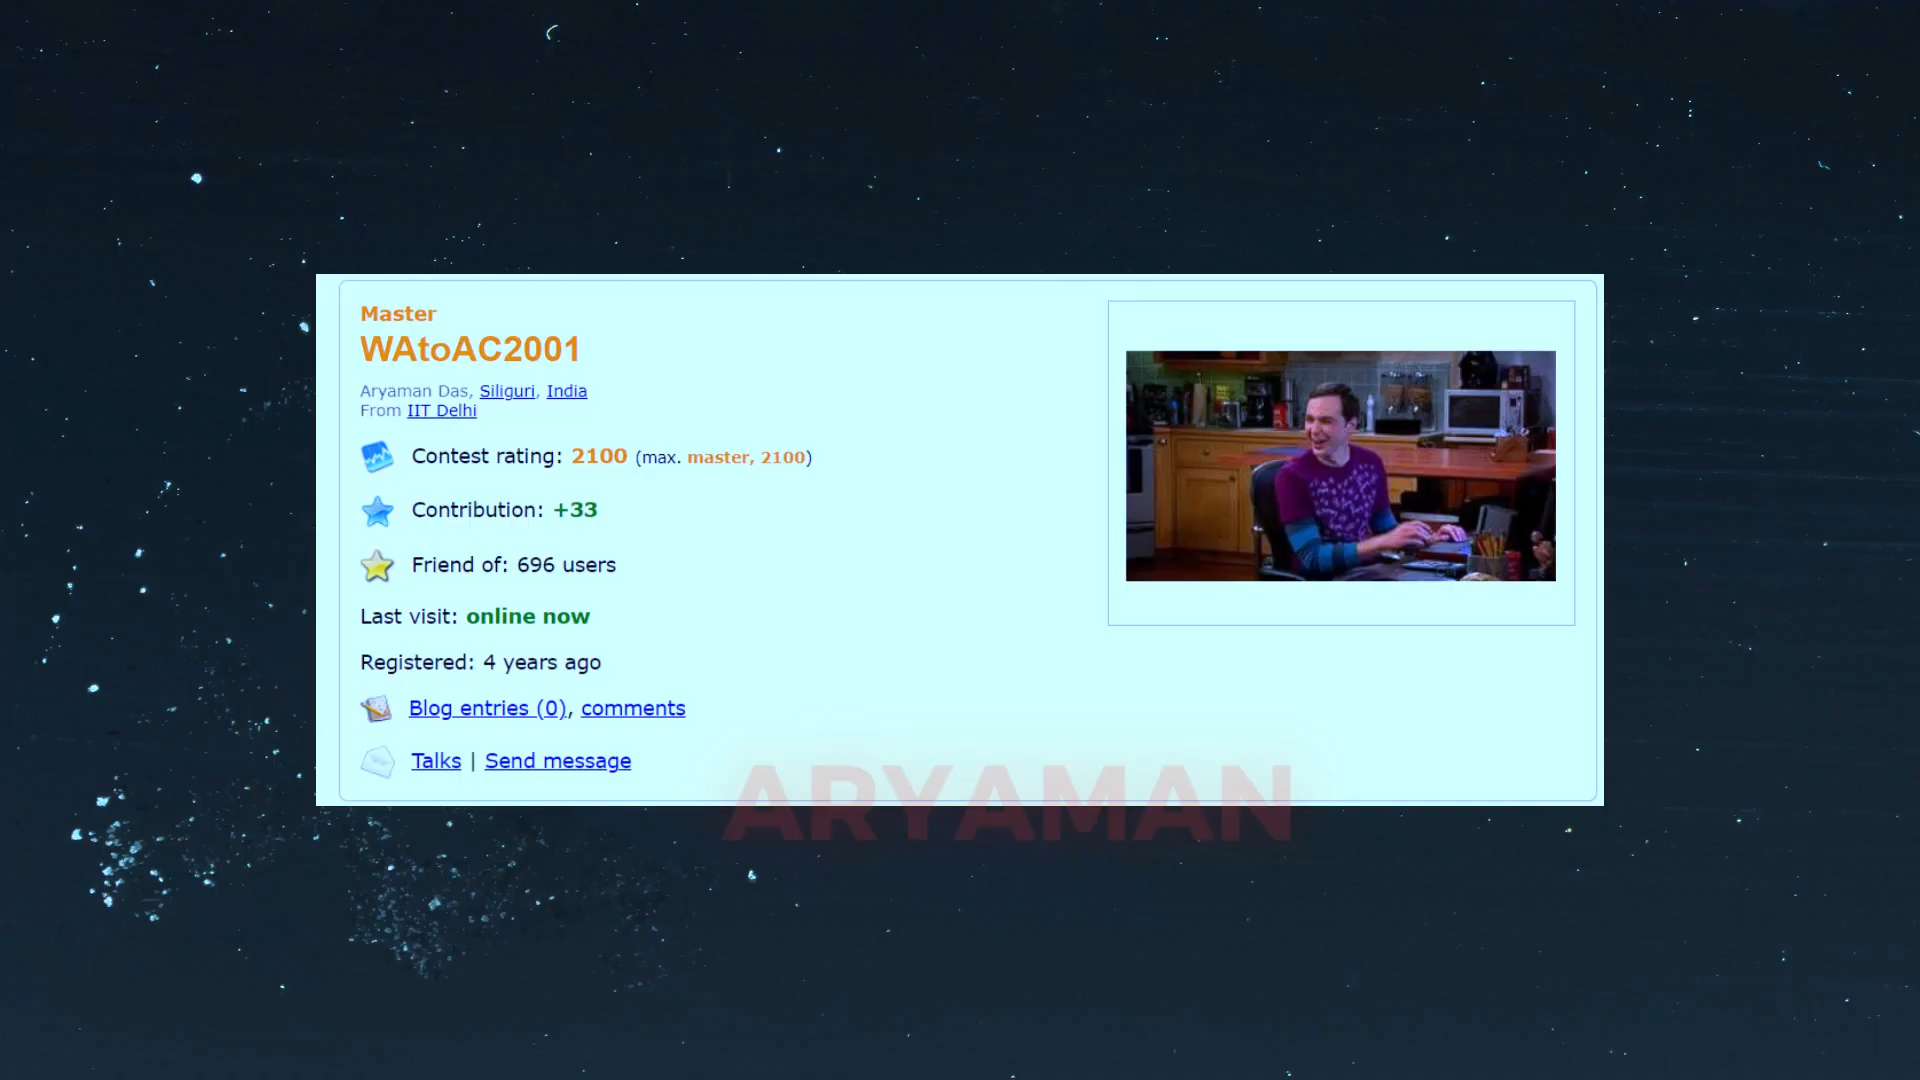 Master
WAtoAC2001
Aryaman Das, Siliguri, India
From IIT Delhi
Contest rating: 2100 (max. master, 2100)
Contribution: +33
Friend of: 696 users
Last visit: online now
Registered: 4 years ago
Blog entries (0), comments
Talks | Send message
ARYAMAN